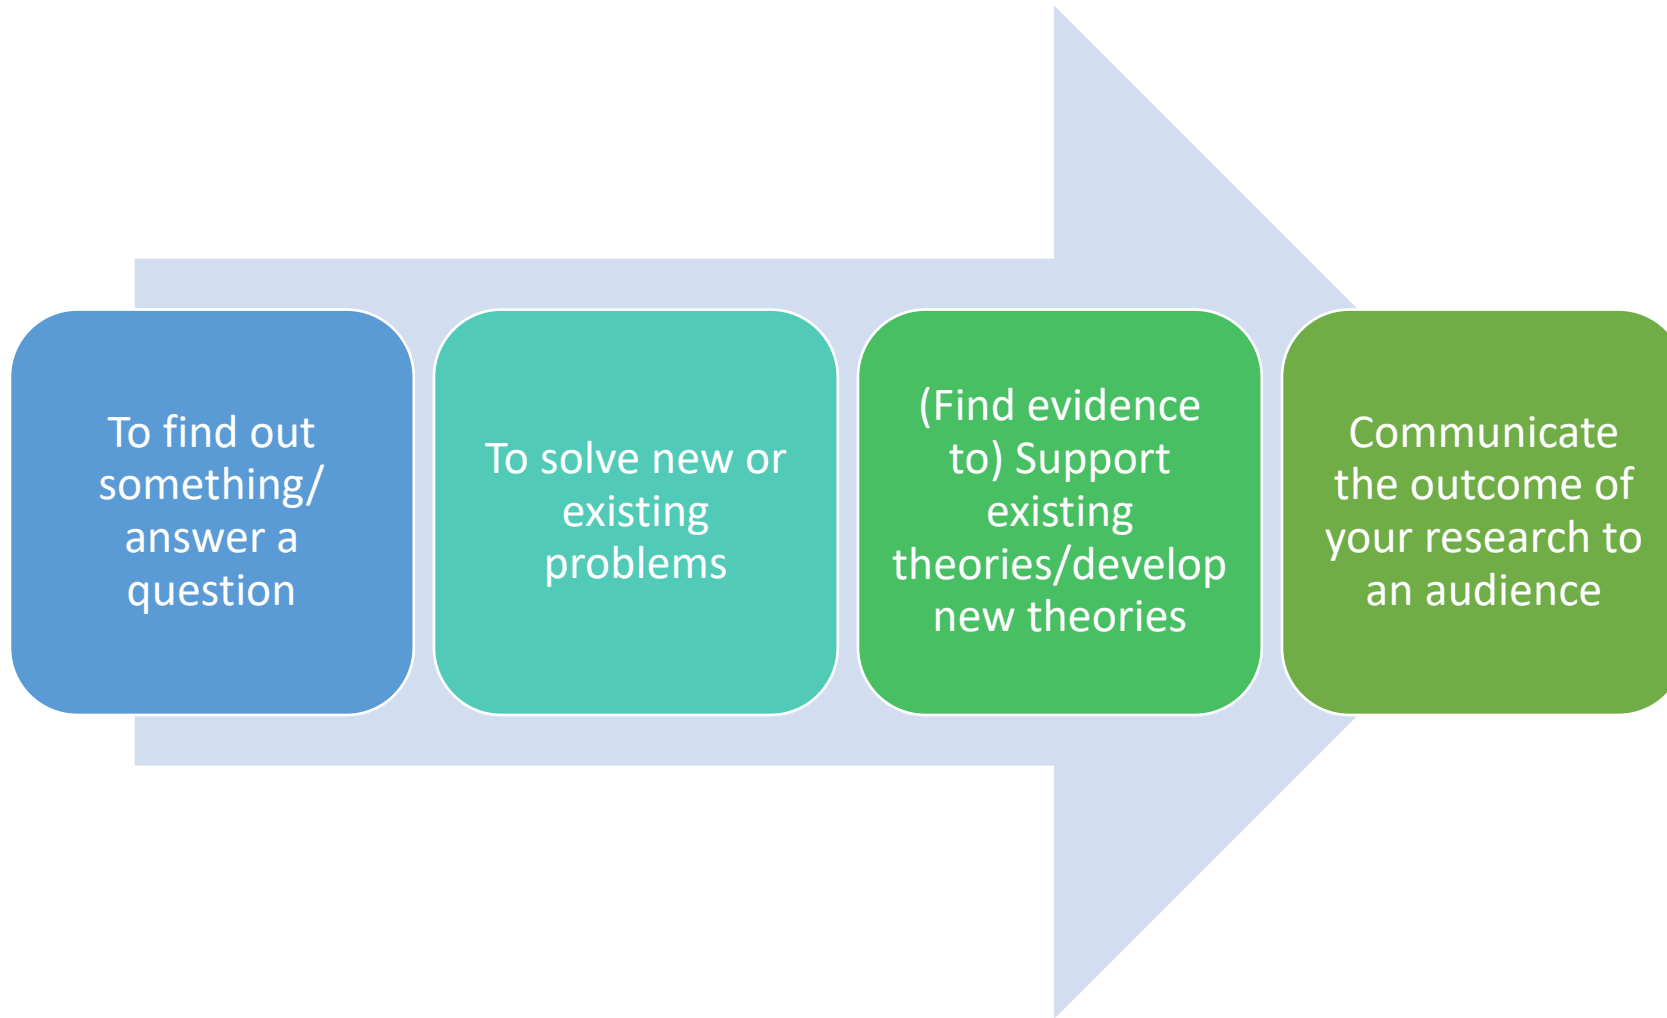 To find out
something/
answer a
question
To solve new or
existing
problems
(Find evidence
to) Support
existing
theories/develop
new theories
Communicate
the outcome of
your research to
an audience